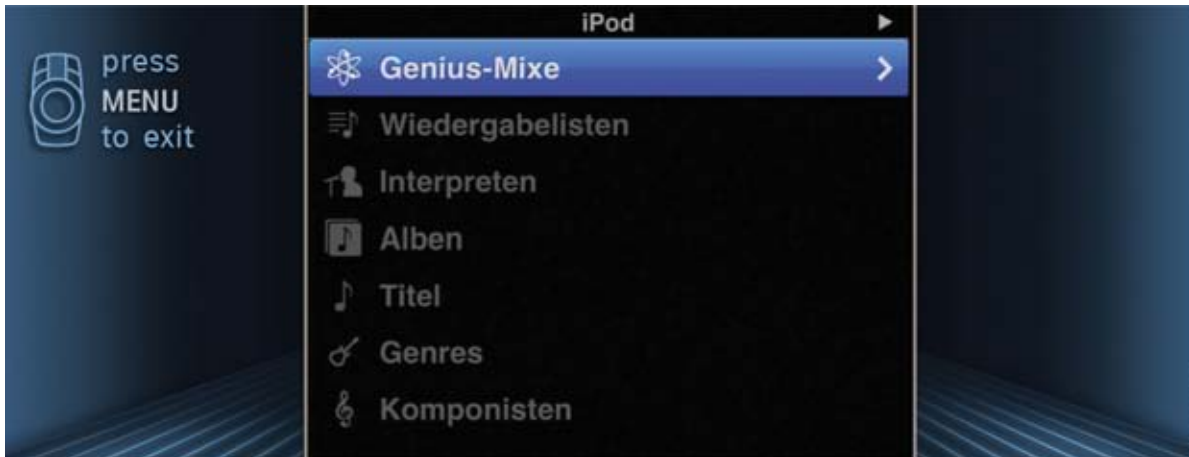 press
MENU
to exit
iPod
Genius-Mixe
Wiedergabelisten
Interpreten
Alben
Titel
Genres
Komponisten